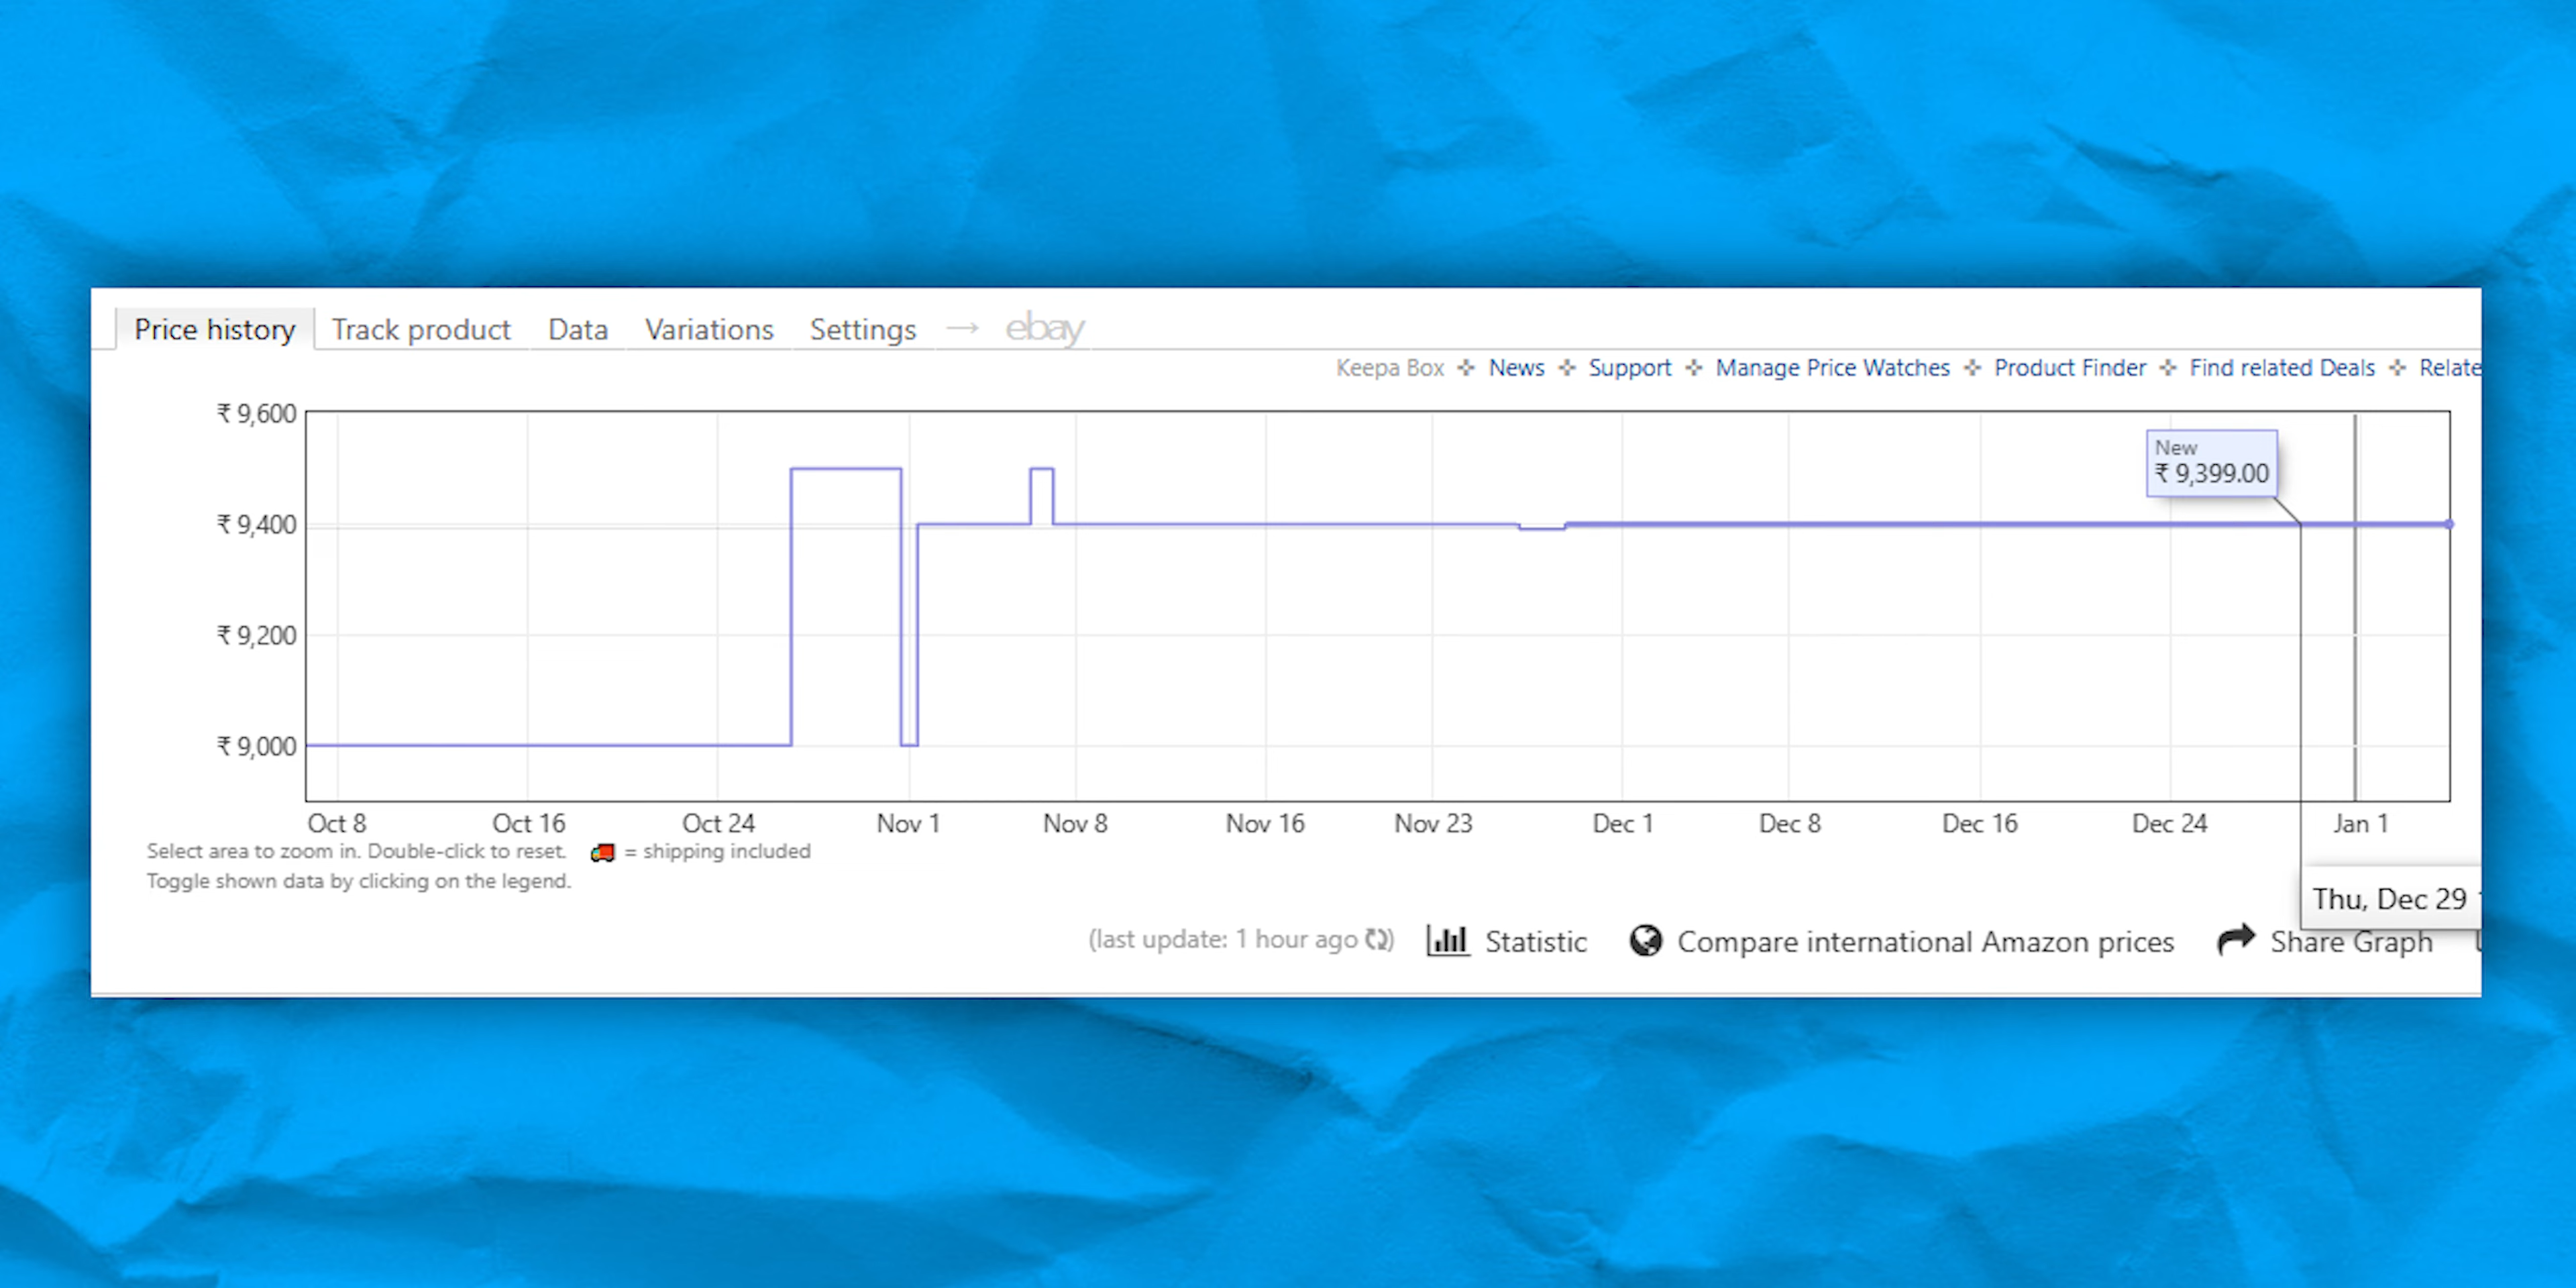 Price history Track product Data Variations Settings → ebay
Keepa Box ✣ News ✣ Support ✣ Manage Price Watches ✣ Product Finder ✣ Find related Deals ✣ Relate
₹ 9,600
New
₹ 9,399.00
₹ 9,400
₹ 9,200
₹ 9,000
Oct 8 Oct 16 Oct 24 Nov 1 Nov 8 Nov 16 Nov 23 Dec 1 Dec 8 Dec 16 Dec 24 Jan 1
Select area to zoom in. Double-click to reset. = shipping included
Toggle shown data by clicking on the legend.
Thu, Dec 29
(last update: 1 hour ago) Statistic Compare international Amazon prices Share Graph